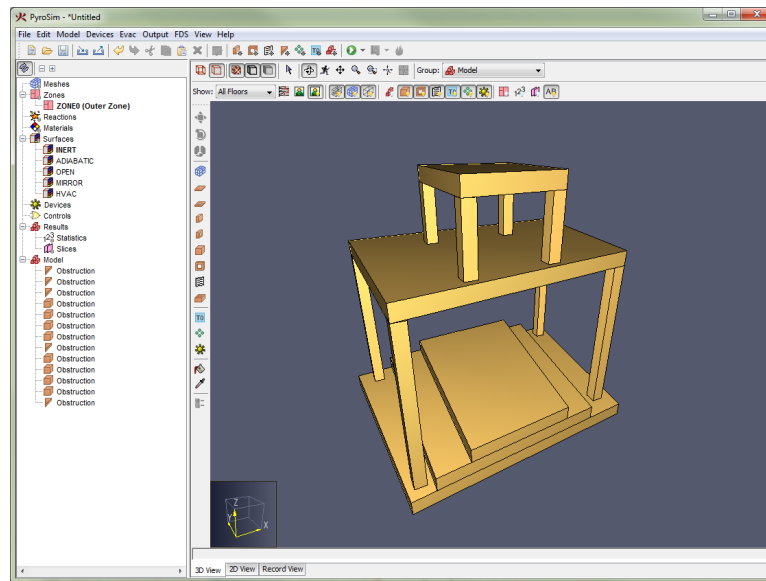 PyroSim - *Untitled
File Edit Model Devices Evac Output FDS View Help
Group: Model
Show: All Floors
Meshes
Zones
ZONE0 (Outer Zone)
Reactions
Materials
Surfaces
INERT
ADIABATIC
OPEN
MIRROR
HVAC
Devices
Controls
Results
Statistics
Slices
Model
Obstruction
Obstruction
Obstruction
Obstruction
Obstruction
Obstruction
Obstruction
Obstruction
Obstruction
Obstruction
Obstruction
Obstruction
Obstruction
Z
Y
X
3D View 2D View Record View